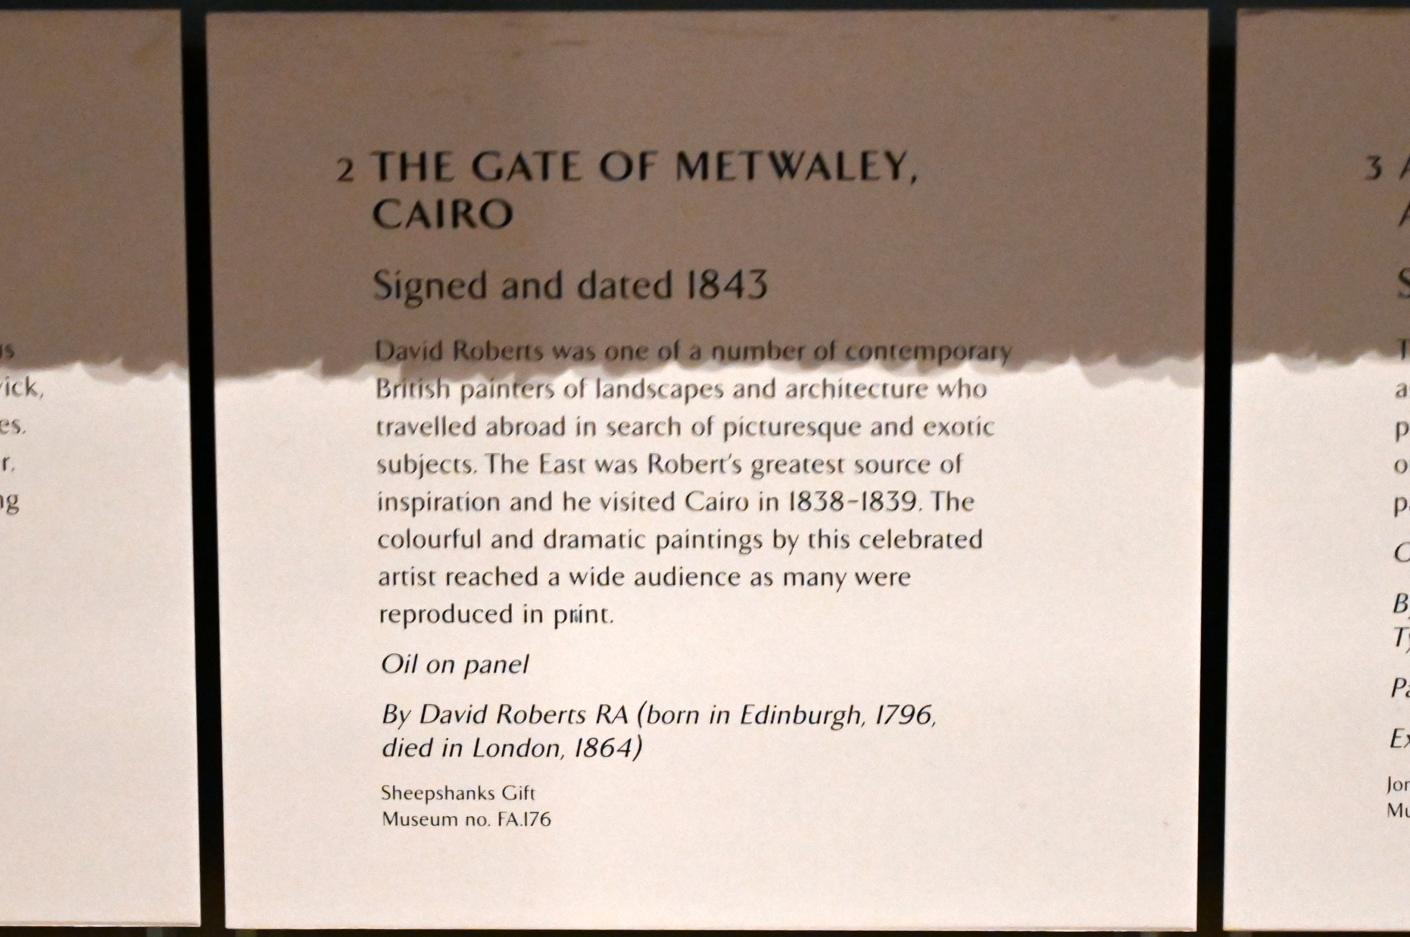 2 THE GATE OF METWALEY,
CAIRO
Signed and dated 1843
David Roberts was one of a number of contemporary
British painters of landscapes and architecture who
travelled abroad in search of picturesque and exotic
subjects. The East was Robert's greatest source of
inspiration and he visited Cairo in 1838–1839. The
colourful and dramatic paintings by this celebrated
artist reached a wide audience as many were
reproduced in print.
Oil on panel
By David Roberts RA (born in Edinburgh, 1796,
died in London, 1864)
Sheepshanks Gift
Museum no. FA.176
3